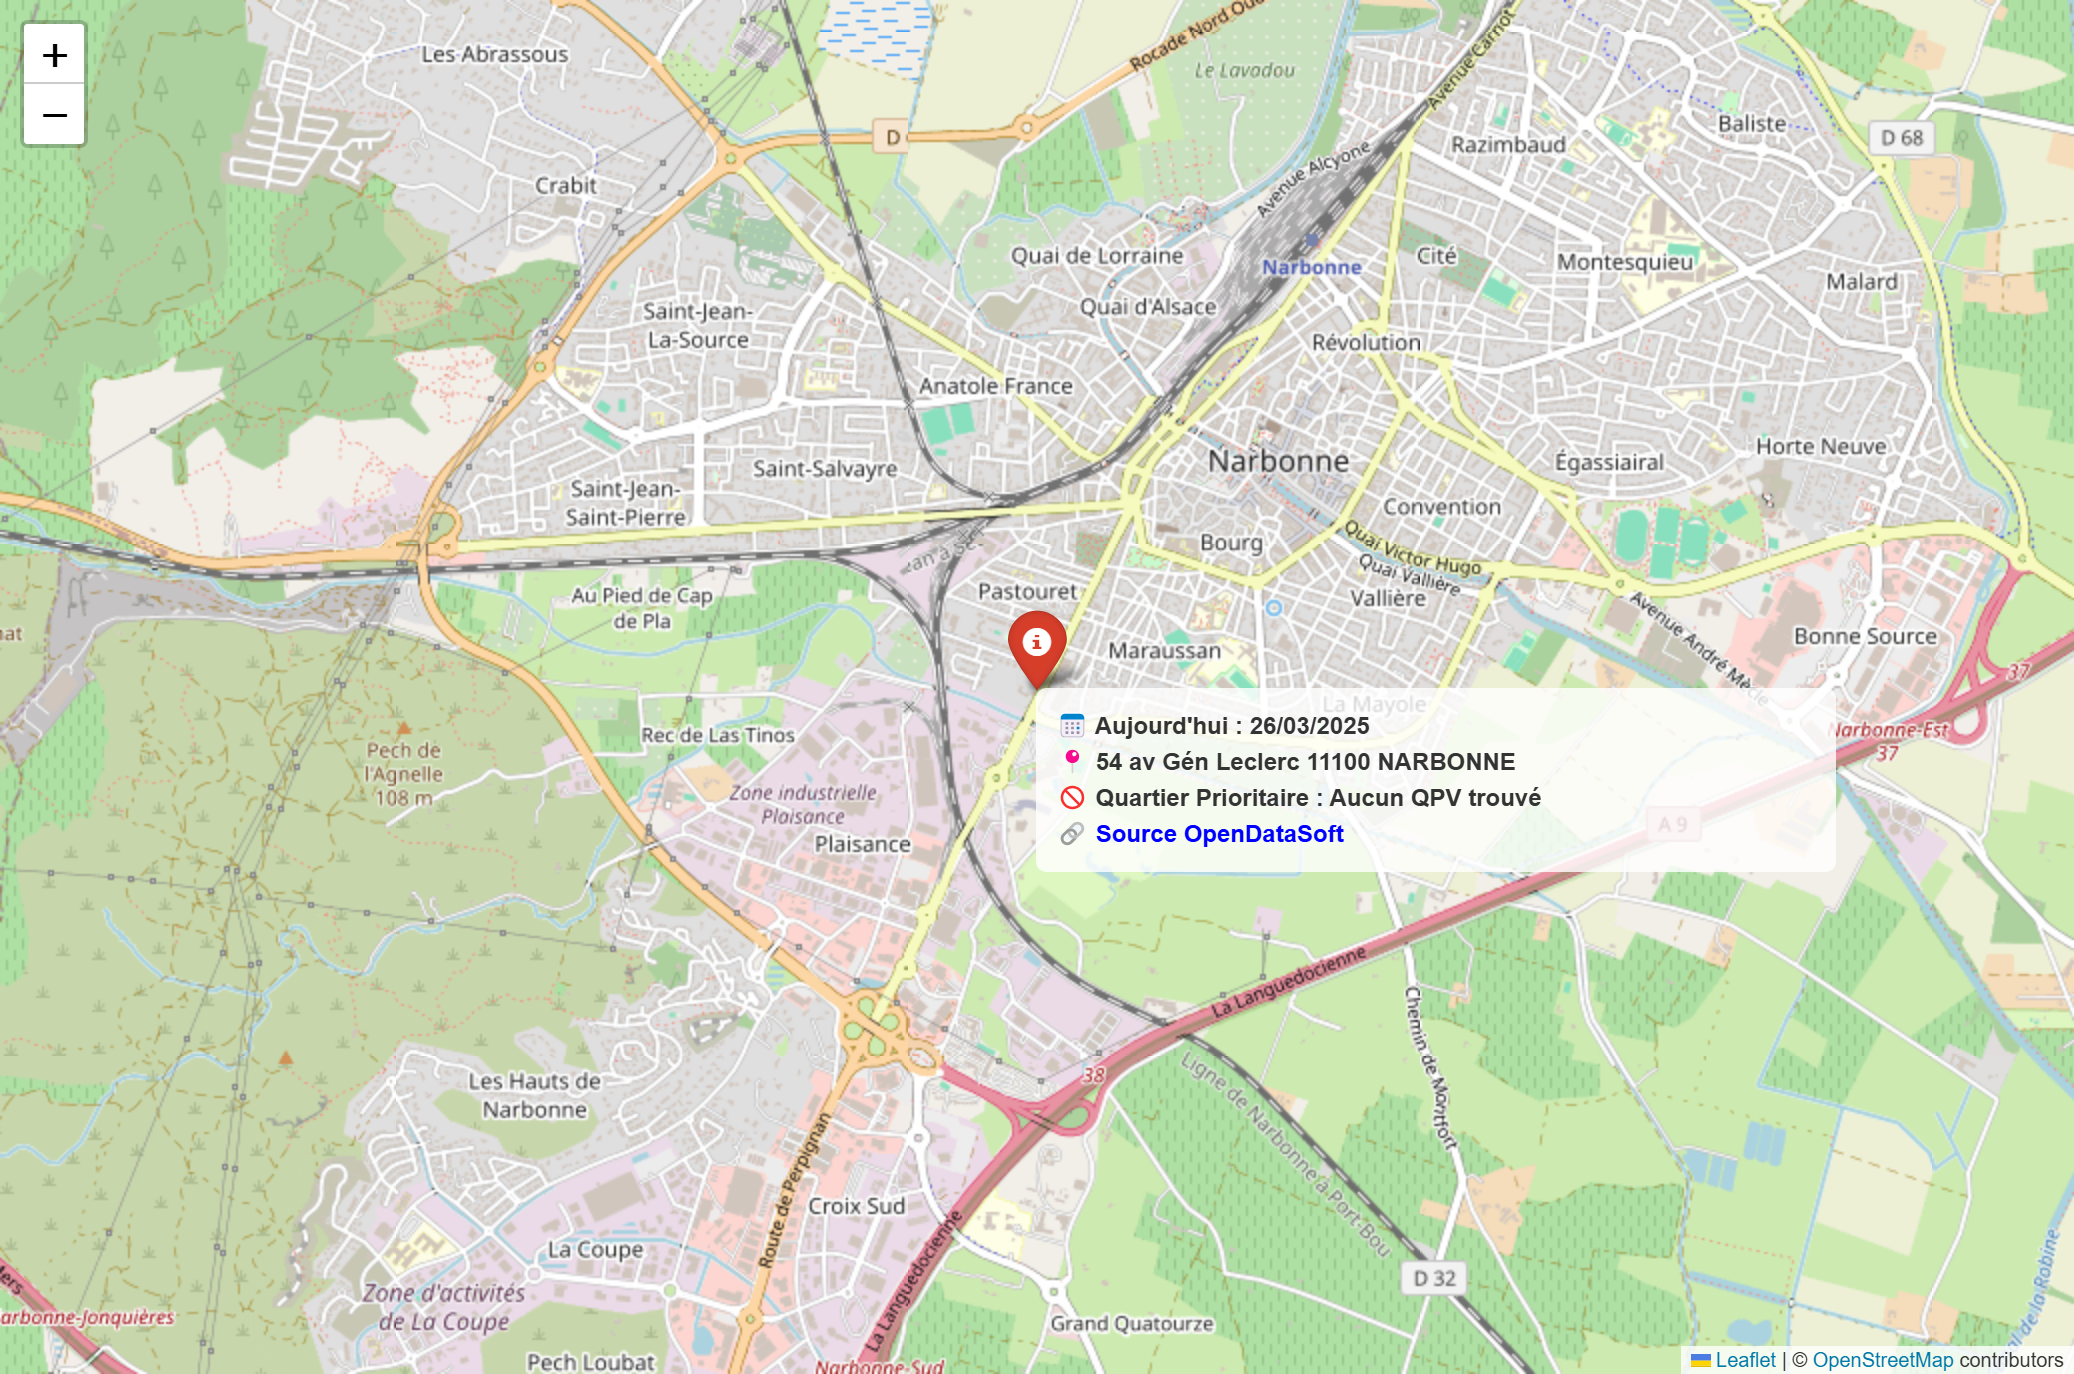 +
−
Les Abrassous
Rocade Nord Oue
Le Lavadou
Avenue Carnot
Baliste
D 68
D
Razimbaud
Crabit
Avenue Alcyone
Quai de Lorraine
Narbonne
Cité
Montesquieu
Malard
Quai d'Alsace
Saint-Jean-
La-Source
Révolution
Anatole France
Narbonne
Horte Neuve
Saint-Salvayre
Égassiairal
Saint-Jean-
Saint-Pierre
Convention
Quai Victor Hugo
Bourg
Quai Vallière
Pastouret
Vallière
Au Pied de Cap
de Pla
Avenue André Mècle
Bonne Source
Maraussan
37
La Mayole
Narbonne-Est
37
Rec de Las Tinos
Pech de
l'Agnelle
108 m
Aujourd'hui : 26/03/2025
54 av Gén Leclerc 11100 NARBONNE
Quartier Prioritaire : Aucun QPV trouvé
Source OpenDataSoft
A 9
Zone industrielle
Plaisance
Plaisance
La Languedocienne
Chemin de Montfort
38
Ligne de Narbonne à Port-Bou
Les Hauts de
Narbonne
Route de Perpignan
Croix Sud
La Languedocienne
La Coupe
D 32
Zone d'activités
de La Coupe
arbonne-Jonquières
Grand Quatourze
Pech Loubat
Narbonne-Sud
al de la Robine
Leaflet | © OpenStreetMap contributors